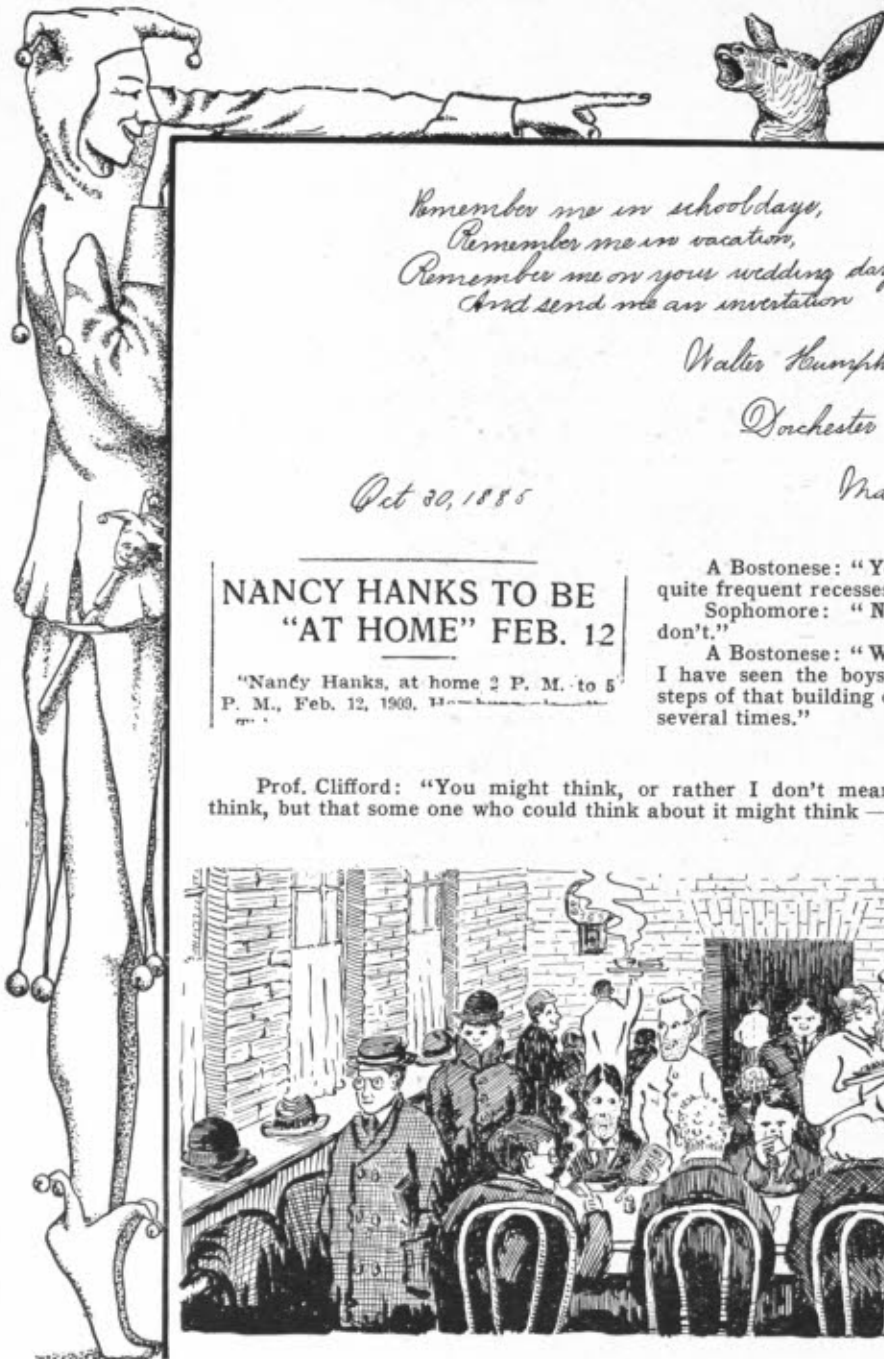 Remember me in schooldays,
Remember me in vacation,
Remember me on your wedding day
And send me an invertation
Walter Humph
Dorchester
Oct 30, 1885
NANCY HANKS TO BE
"AT HOME" FEB. 12
"Nancy Hanks, at home 2 P. M. to 5
P. M., Feb. 12, 1909,
A Bostonese: "Y
quite frequent recesses
Sophomore: "N
don't."
A Bostonese: "W
I have seen the boys
steps of that building
several times."
Prof. Clifford: "You might think, or rather I don't mean
think, but that some one who could think about it might think —